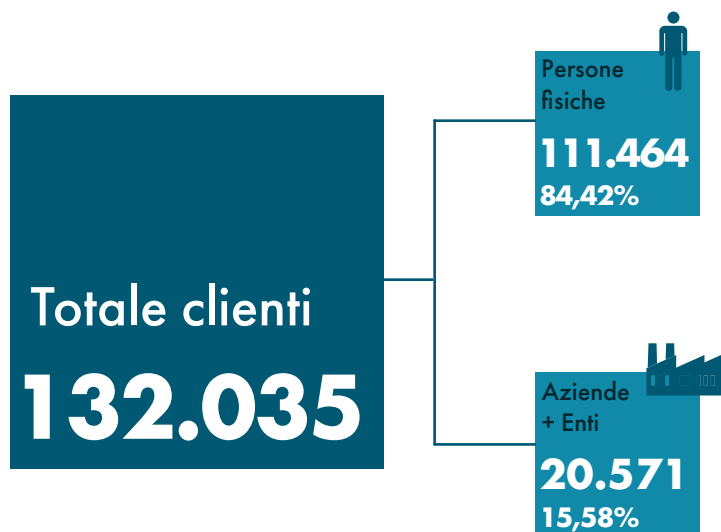 Totale clienti
132.035
Persone
fisiche
111.464
84,42%
Aziende
+ Enti
20.571
15,58%